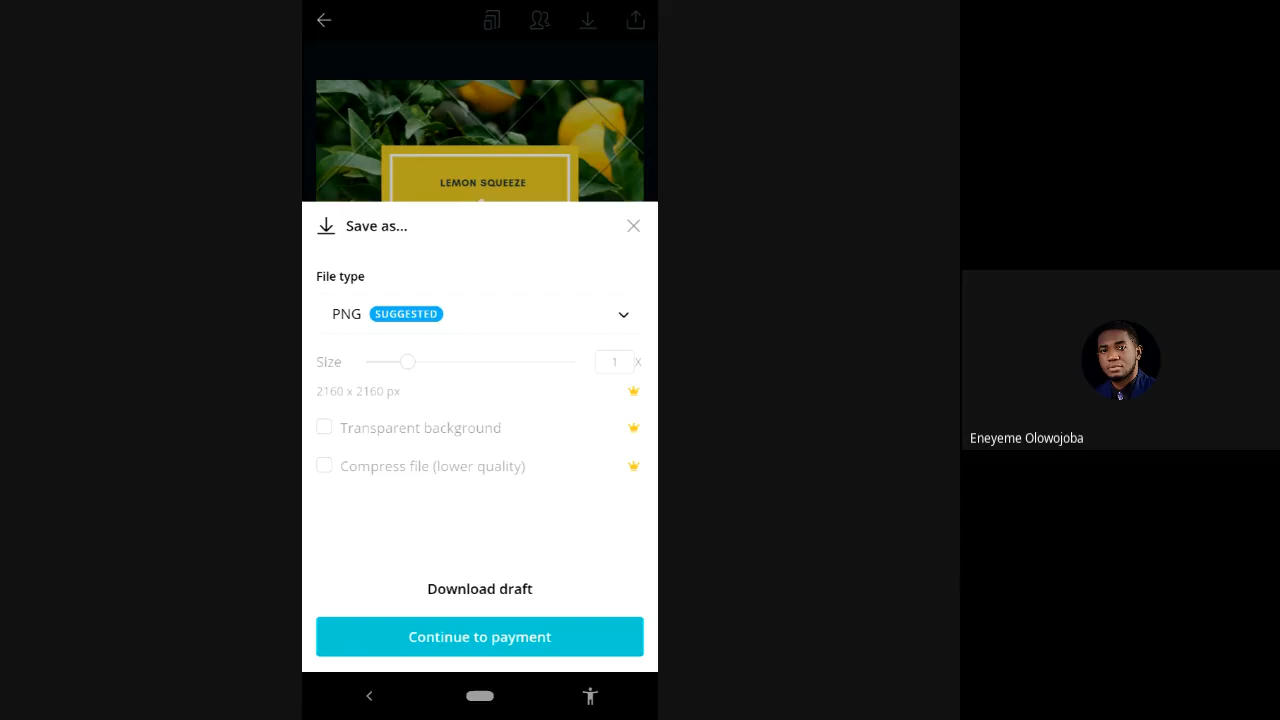 LEMON SQUEEZE
Save as...
File type
PNG SUGGESTED
Size 1 X
2160 x 2160 px
Transparent background
Compress file (lower quality)
Download draft
Continue to payment
Eneyeme Olowojoba